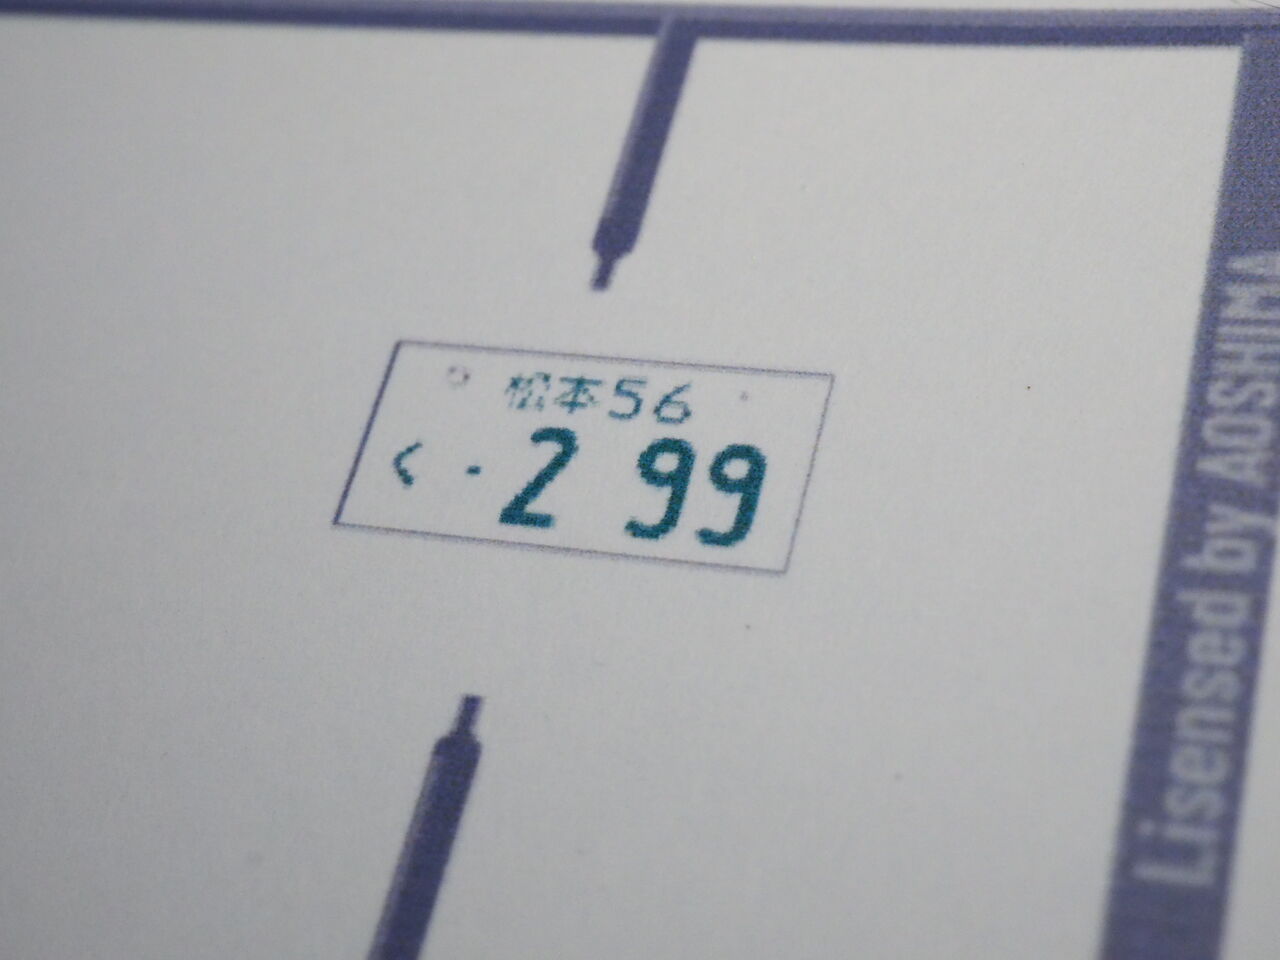 松本56
く ・2 99
Lisensed by AOSHIMA